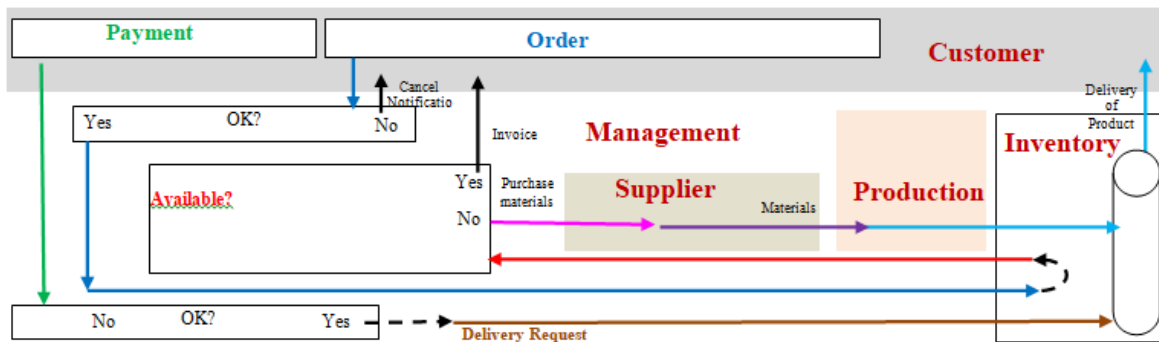 Payment
Order
Customer
Cancel
Notificatio
Delivery
of
Product
Yes
OK?
No
Invoice
Management
Inventory
Available?
Yes
No
Purchase
materials
Supplier
Materials
Production
No
OK?
Yes
Delivery Request